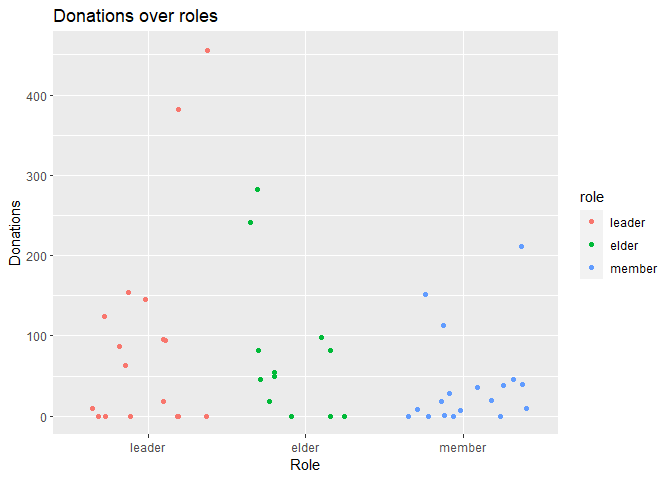 Donations over roles
400
300
200
100
0
Donations
leader
elder
member
Role
role
leader
elder
member